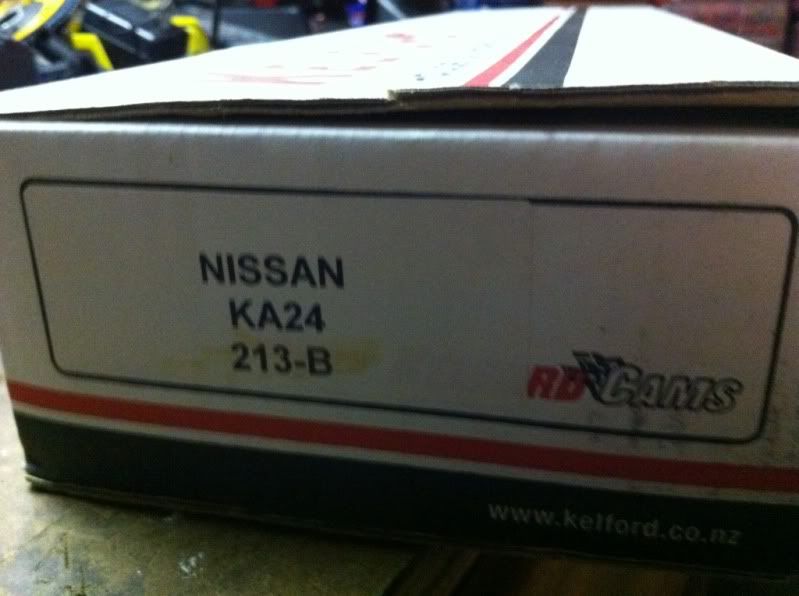 NISSAN
KA24
213-B
RD CAMS
www.kelford.co.nz